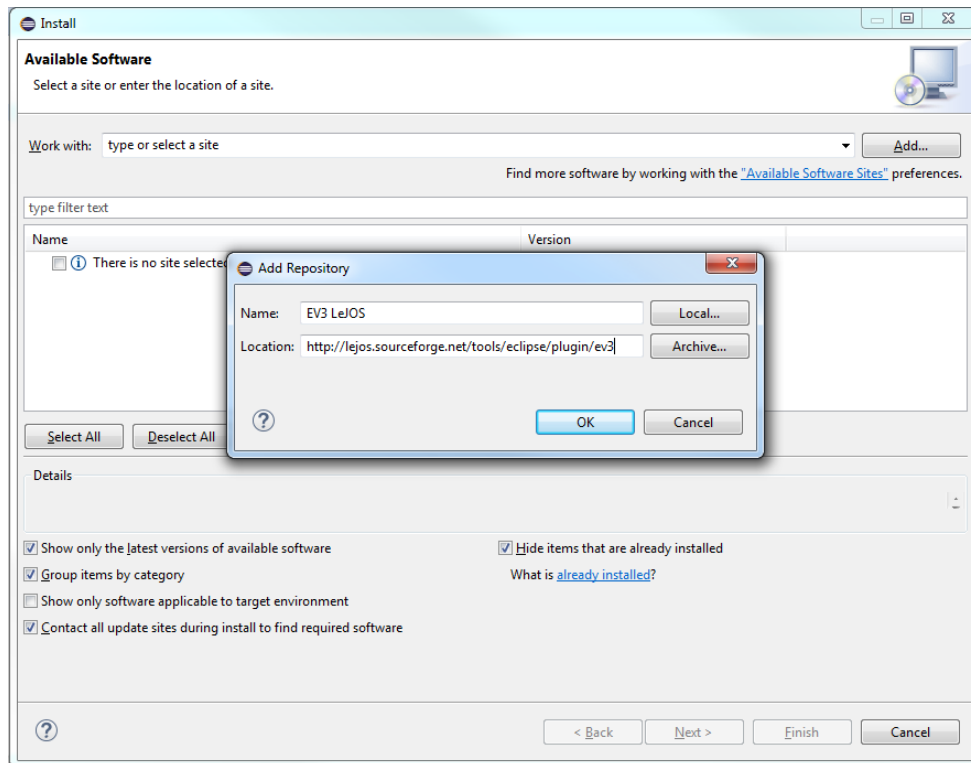 Install
Available Software
Select a site or enter the location of a site.
Work with: type or select a site Add...
Find more software by working with the "Available Software Sites" preferences.
type filter text
Name Version
There is no site selected
Add Repository
Name: EV3 LeJOS Local...
Location: http://lejos.sourceforge.net/tools/eclipse/plugin/ev3 Archive...
OK Cancel
Select All Deselect All
Details
Show only the latest versions of available software Hide items that are already installed
Group items by category What is already installed?
Show only software applicable to target environment
Contact all update sites during install to find required software
< Back Next > Finish Cancel